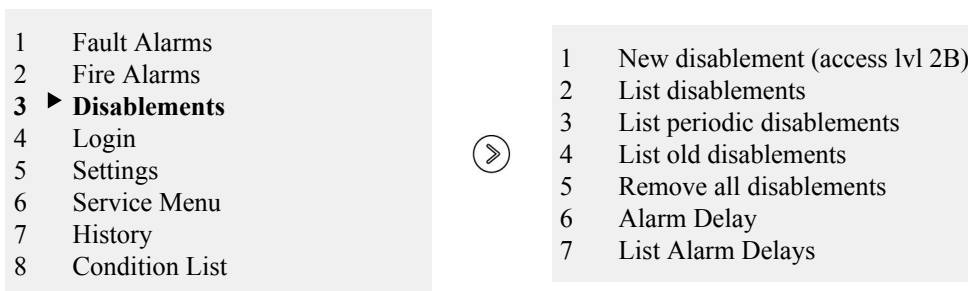 1 Fault Alarms
2 Fire Alarms
3 Disablements
4 Login
5 Settings
6 Service Menu
7 History
8 Condition List
1 New disablement (access lvl 2B)
2 List disablements
3 List periodic disablements
4 List old disablements
5 Remove all disablements
6 Alarm Delay
7 List Alarm Delays